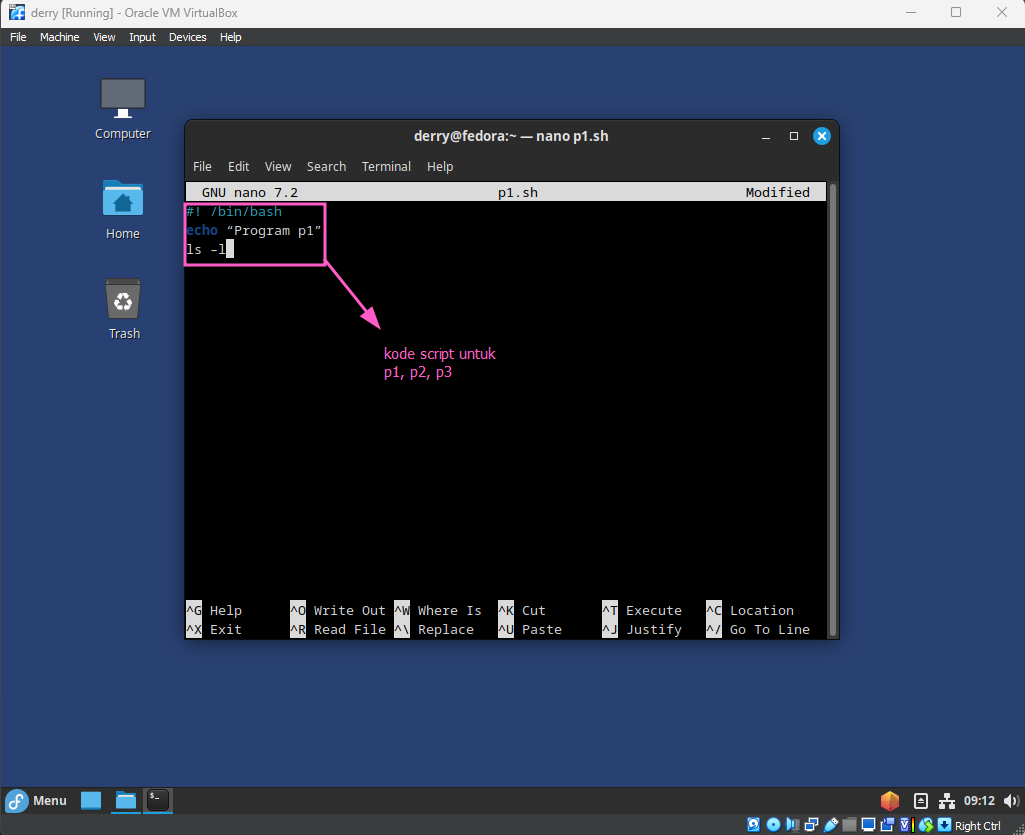 derry [Running] - Oracle VM VirtualBox
File Machine View Input Devices Help
Computer
Home
Trash
derry@fedora:~ — nano p1.sh
File Edit View Search Terminal Help
GNU nano 7.2 p1.sh Modified
#! /bin/bash
echo “Program p1”
ls -l
kode script untuk
p1, p2, p3
^G Help ^O Write Out ^W Where Is ^K Cut ^T Execute ^C Location
^X Exit ^R Read File ^\ Replace ^U Paste ^J Justify ^/ Go To Line
Menu 09:12
Right Ctrl